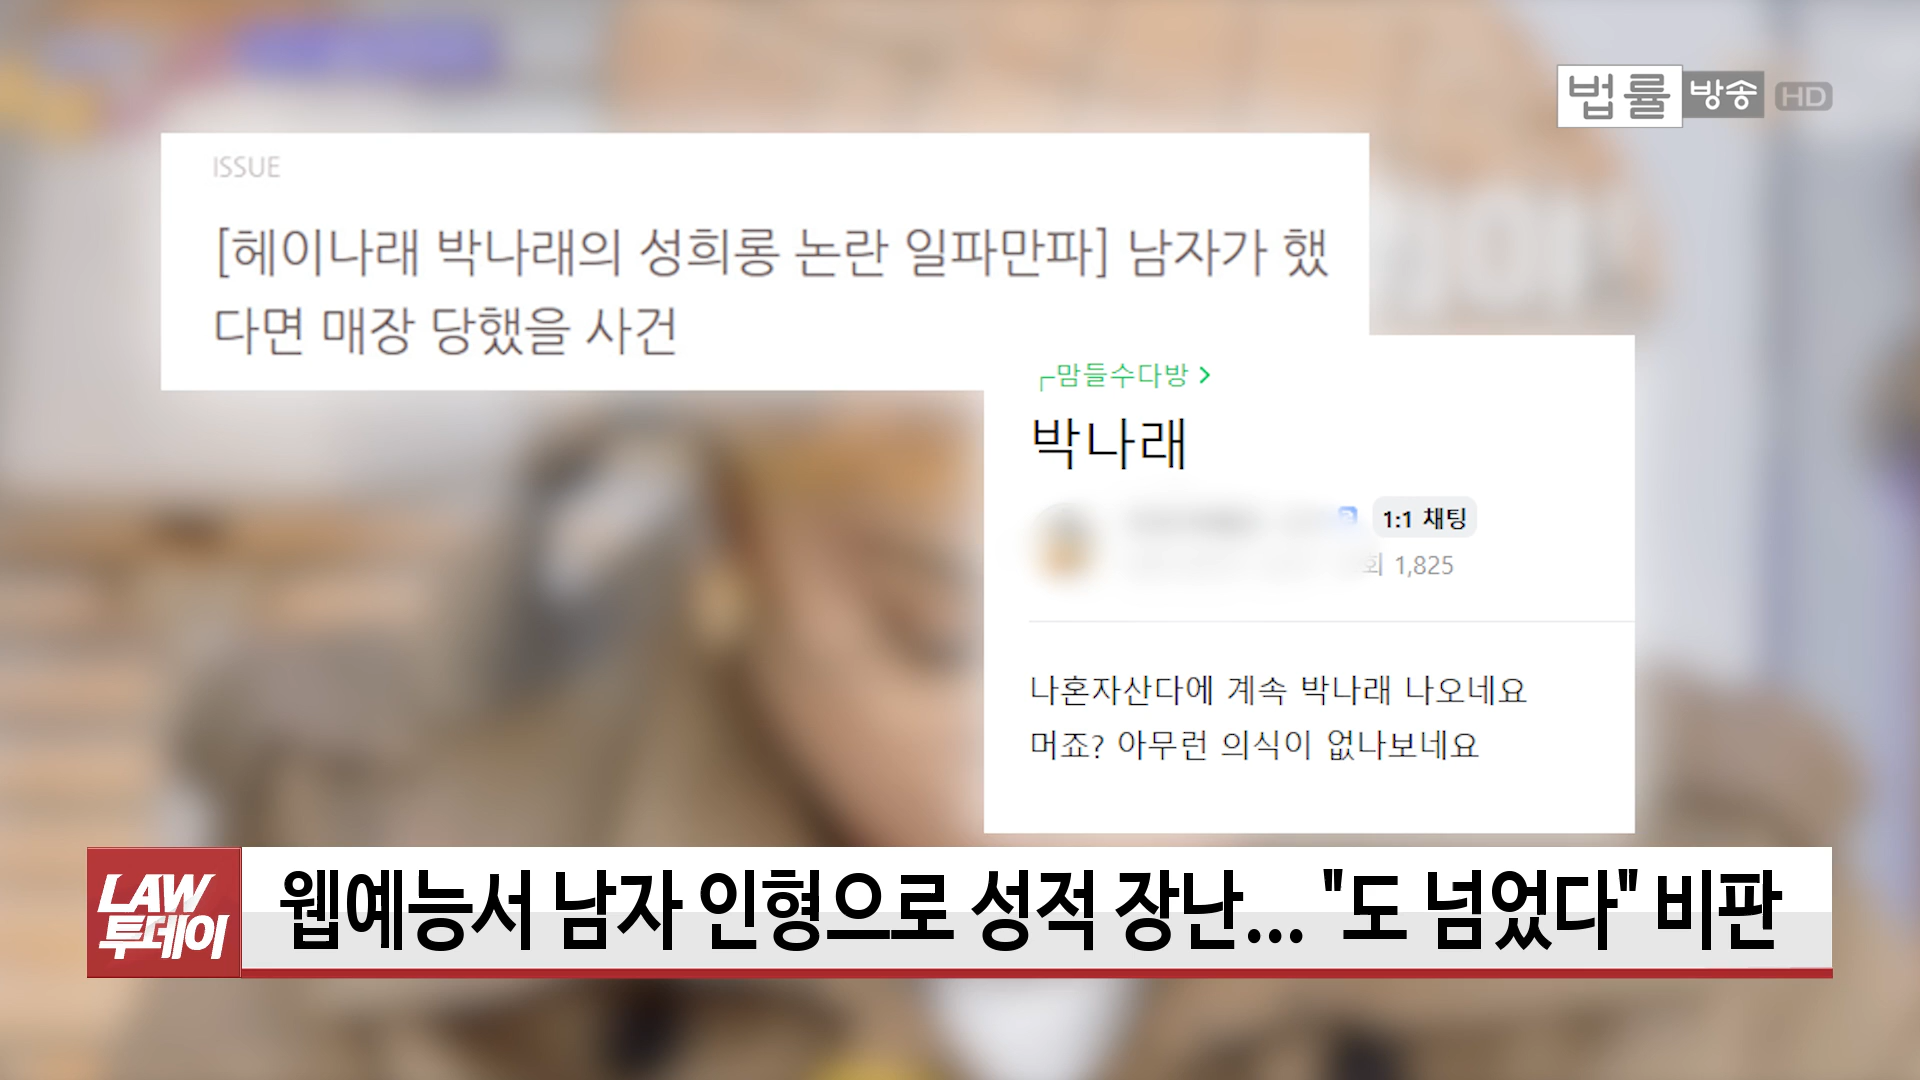 법률방송 HD
ISSUE
[헤이나래 박나래의 성희롱 논란 일파만파] 남자가 했
다면 매장 당했을 사건
┌맘들수다방 >
박나래
1:1 채팅
회 1,825
나혼자산다에 계속 박나래 나오네요
머죠? 아무런 의식이 없나보네요
LAW
투데이
웹예능서 남자 인형으로 성적 장난... "도 넘었다" 비판